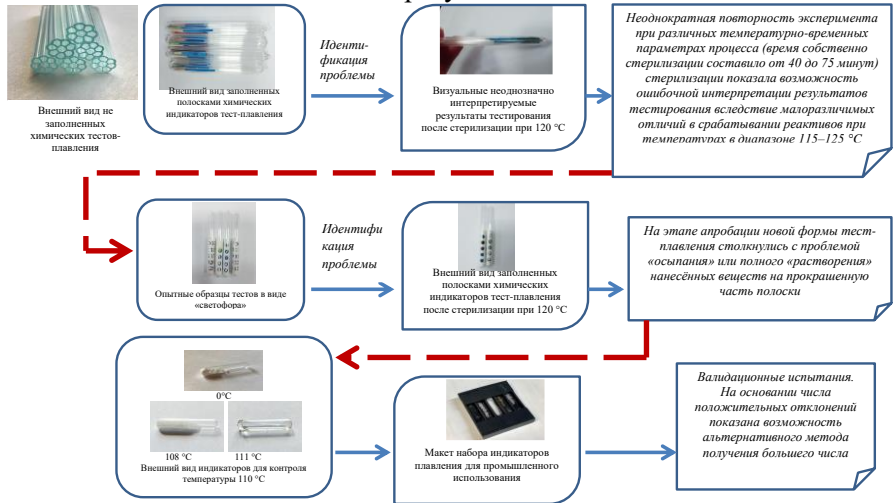 Внешний вид не
заполненных
химических тестов-
плавления
Внешний вид заполненных
полосками химических
индикаторов тест-плавления
Иденти-
фикация
проблемы
Визуальные неоднозначно
интерпретируемые
результаты тестирования
после стерилизации при 120 °C
Неоднократная повторность эксперимента
при различных температурно-временных
параметрах процесса (время собственно
стерилизации составило от 40 до 75 минут)
стерилизации показала возможность
ошибочной интерпретации результатов
тестирования вследствие малоразличимых
отличий в срабатывании реактивов при
температурах в диапазоне 115–125 °C
Опытные образцы тестов в виде
«светофора»
Идентифи
кация
проблемы
Внешний вид заполненных
полосками химических
индикаторов тест-плавления
после стерилизации при 120 °C
На этапе апробации новой формы тест-
плавления столкнулись с проблемой
«осыпания» или полного «растворения»
нанесённых веществ на прокрашенную
часть полоски
0°C
108 °C
111 °C
Внешний вид индикаторов для контроля
температуры 110 °C
Макет набора индикаторов
плавления для промышленного
использования
Валидационные испытания.
На основании числа
положительных отклонений
показана возможность
альтернативного метода
получения большего числа